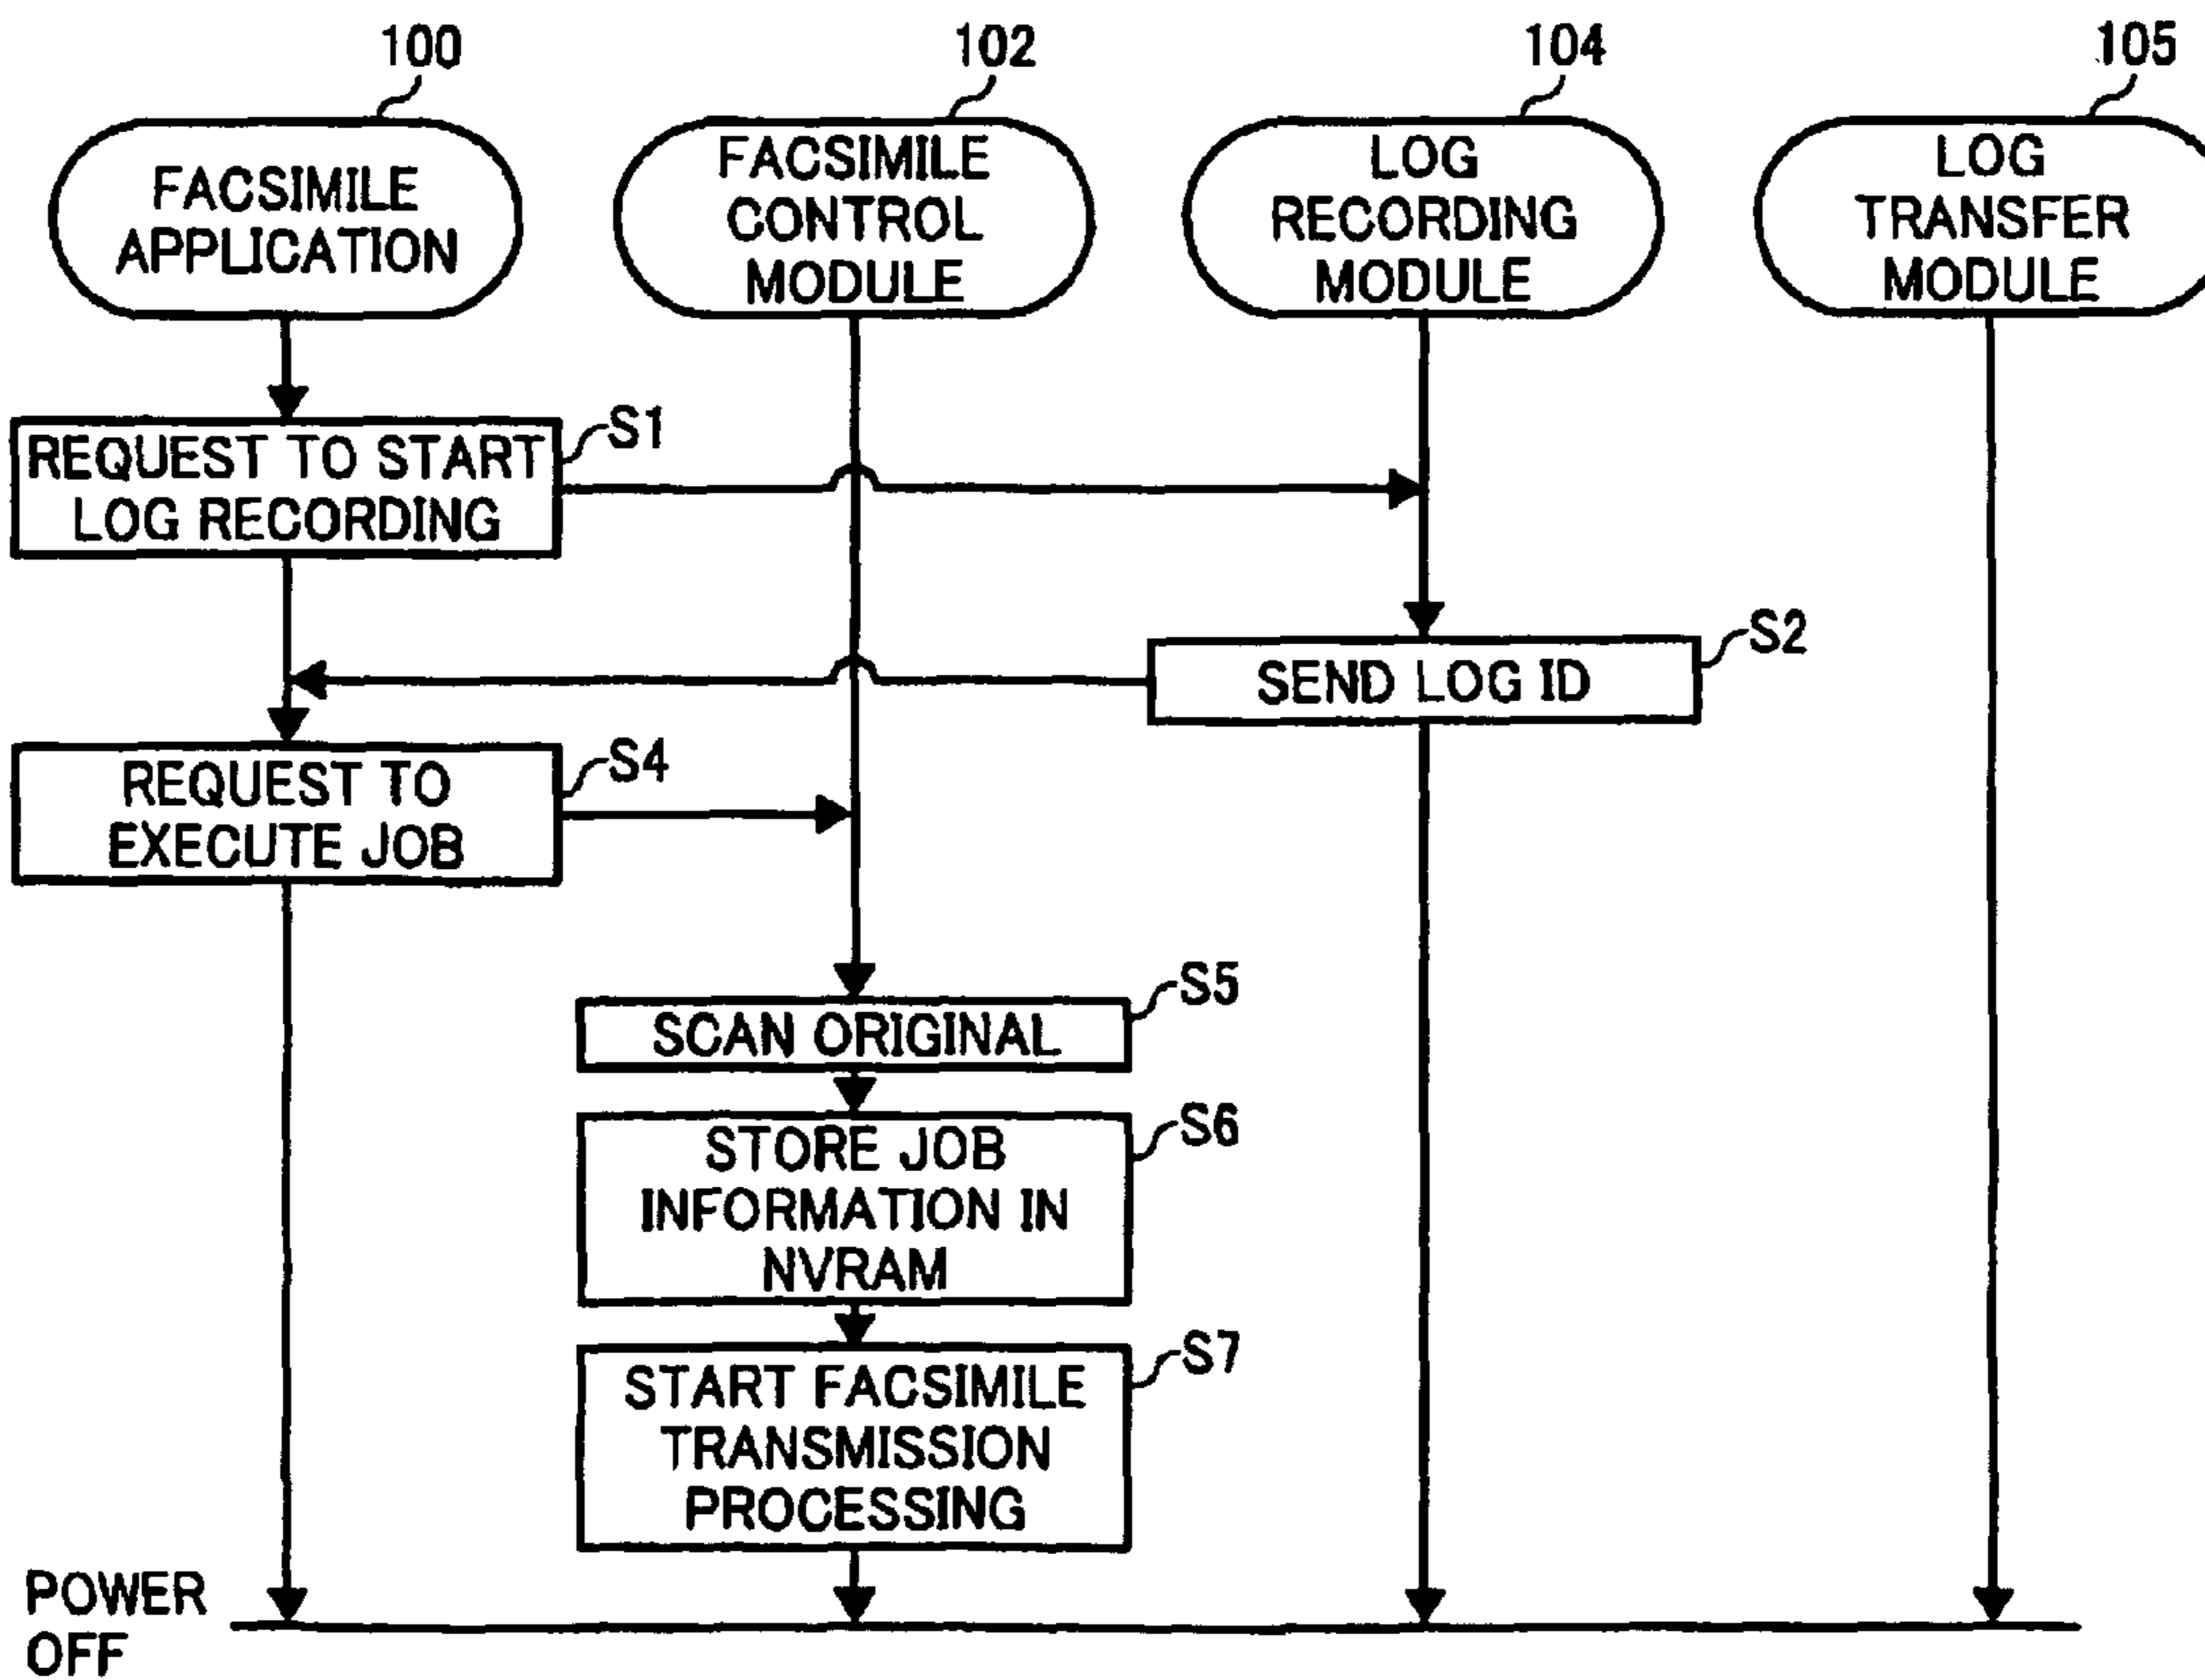 100
102
104
105
FACSIMILE
APPLICATION
FACSIMILE
CONTROL
MODULE
LOG
RECORDING
MODULE
LOG
TRANSFER
MODULE
REQUEST TO START
LOG RECORDING
S1
SEND LOG ID
S2
REQUEST TO
EXECUTE JOB
S4
SCAN ORIGINAL
S5
STORE JOB
INFORMATION IN
NVRAM
S6
START FACSIMILE
TRANSMISSION
PROCESSING
S7
POWER
OFF